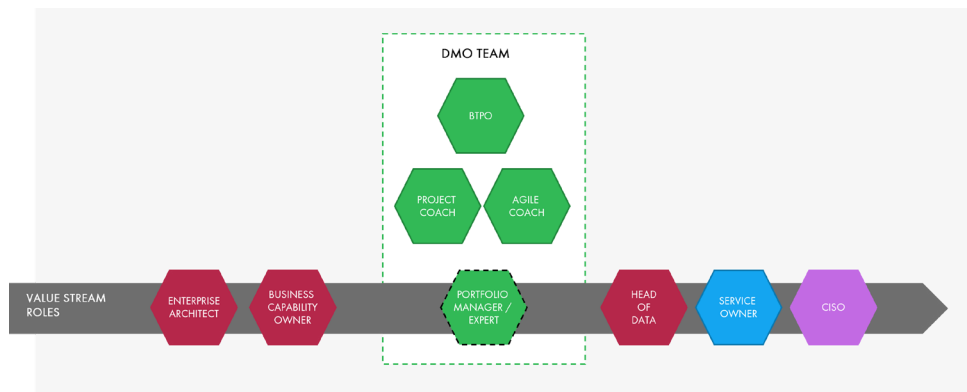 DMO TEAM
BTPO
PROJECT
COACH
AGILE
COACH
VALUE STREAM
ROLES
ENTERPRISE
ARCHITECT
BUSINESS
CAPABILITY
OWNER
PORTFOLIO
MANAGER /
EXPERT
HEAD
OF
DATA
SERVICE
OWNER
CISO